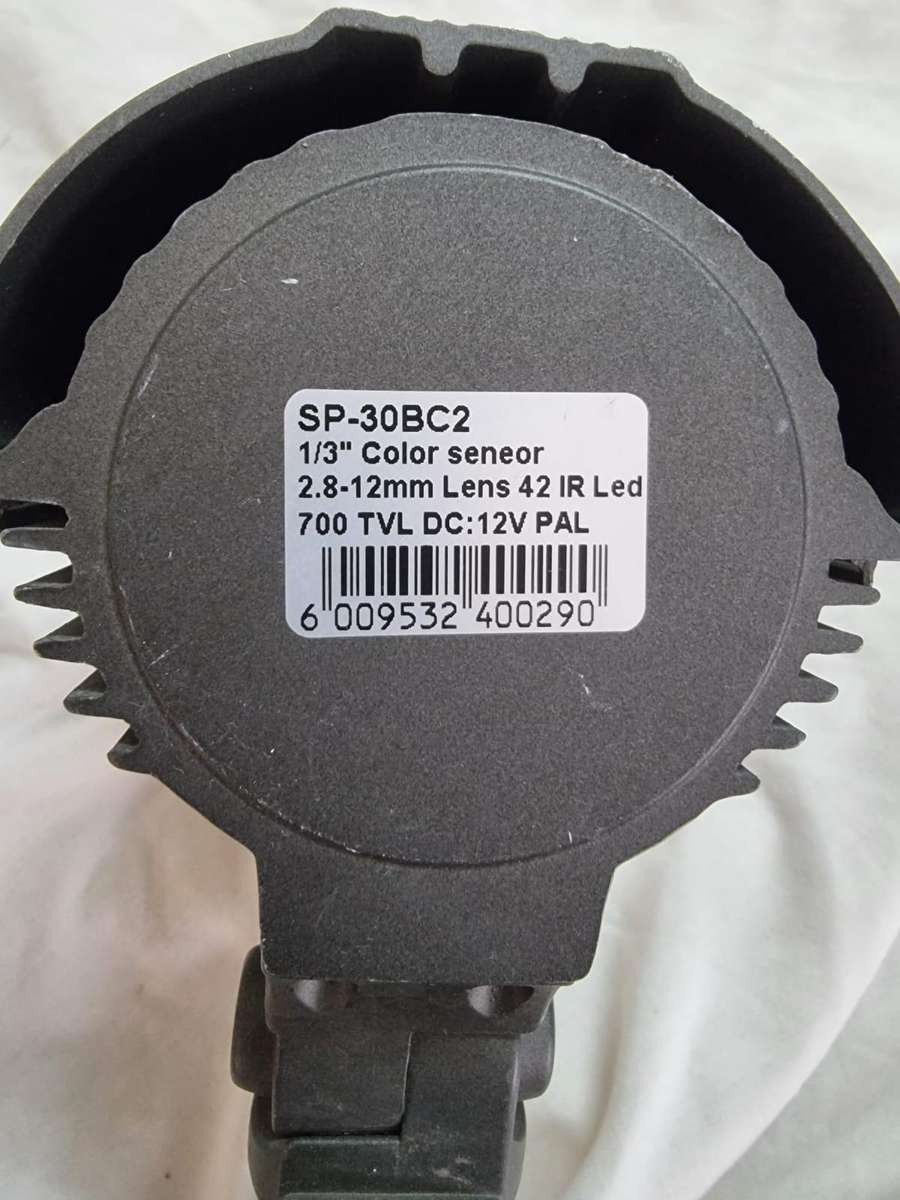 SP-30BC2
1/3" Color seneor
2.8-12mm Lens 42 IR Led
700 TVL DC:12V PAL
6 009532 400290